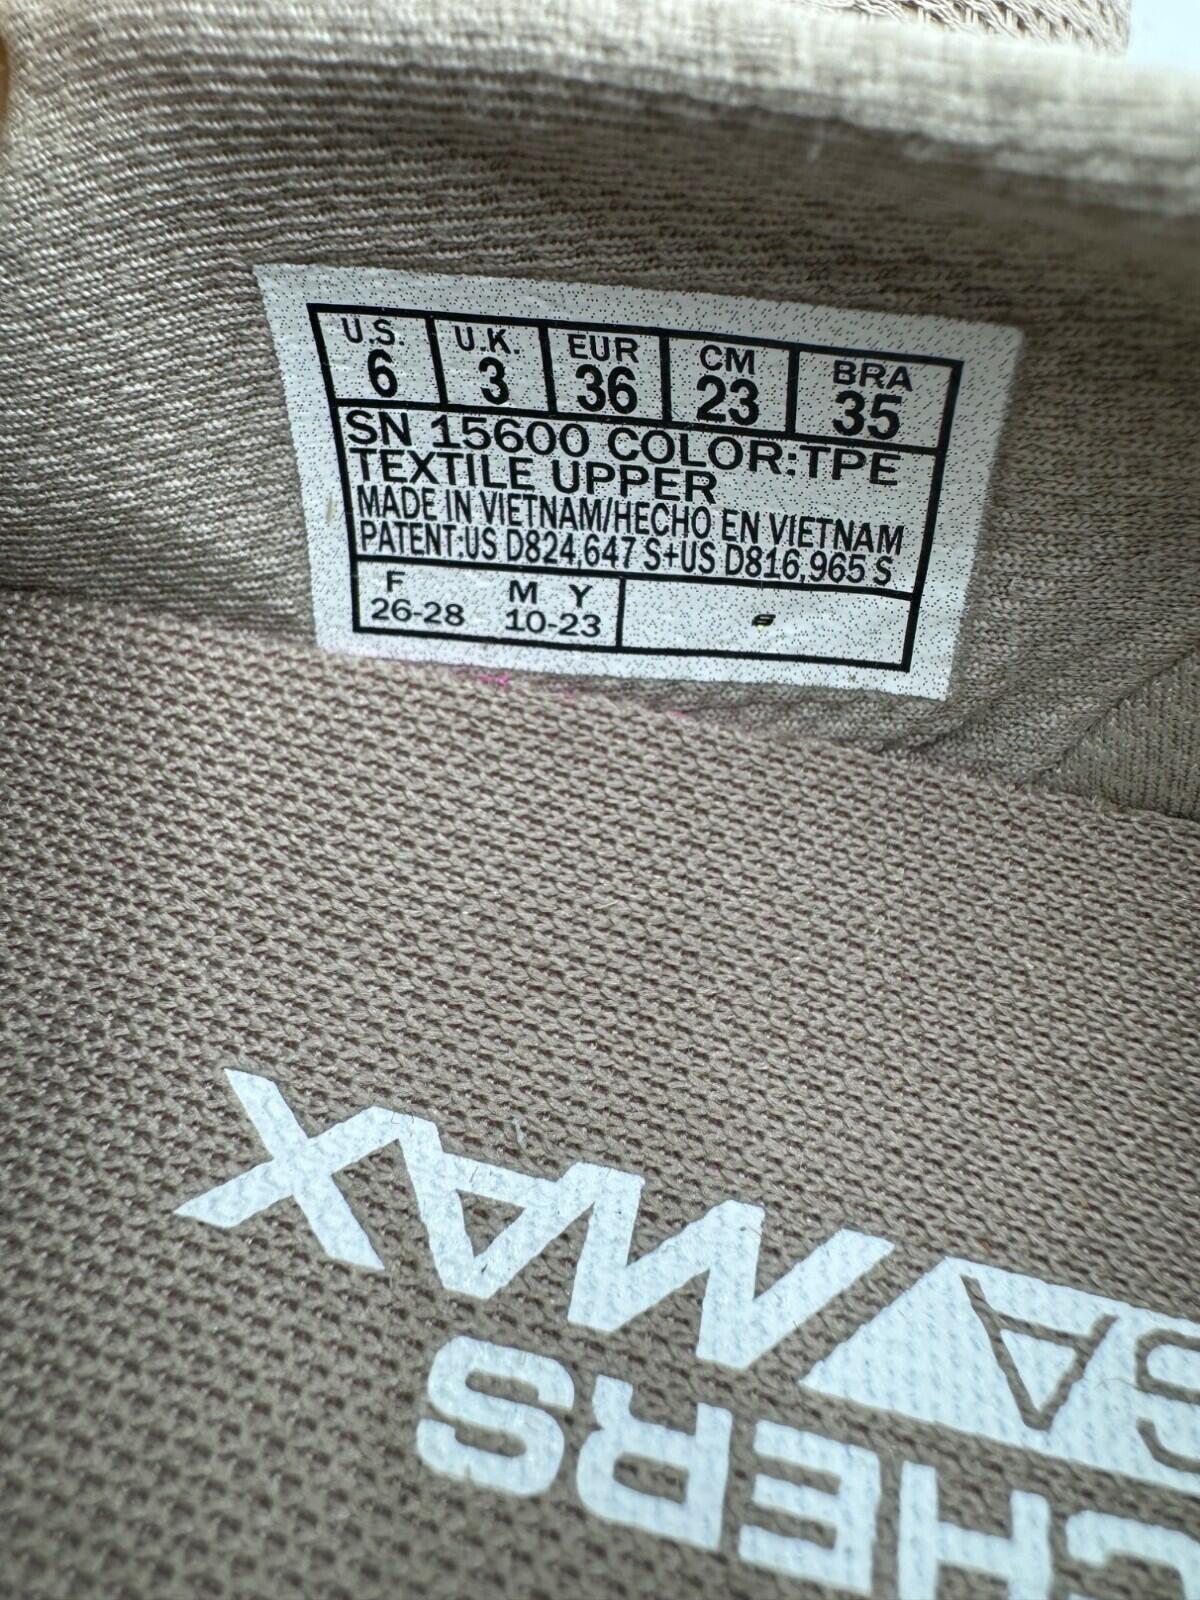 U.S. U.K. EUR CM BRA
6 3 36 23 35
SN 15600 COLOR:TPE
TEXTILE UPPER
MADE IN VIETNAM/HECHO EN VIETNAM
PATENT:US D824,647 S+US D816,965 S
F M Y
26-28 10-23
CHERS
MAX